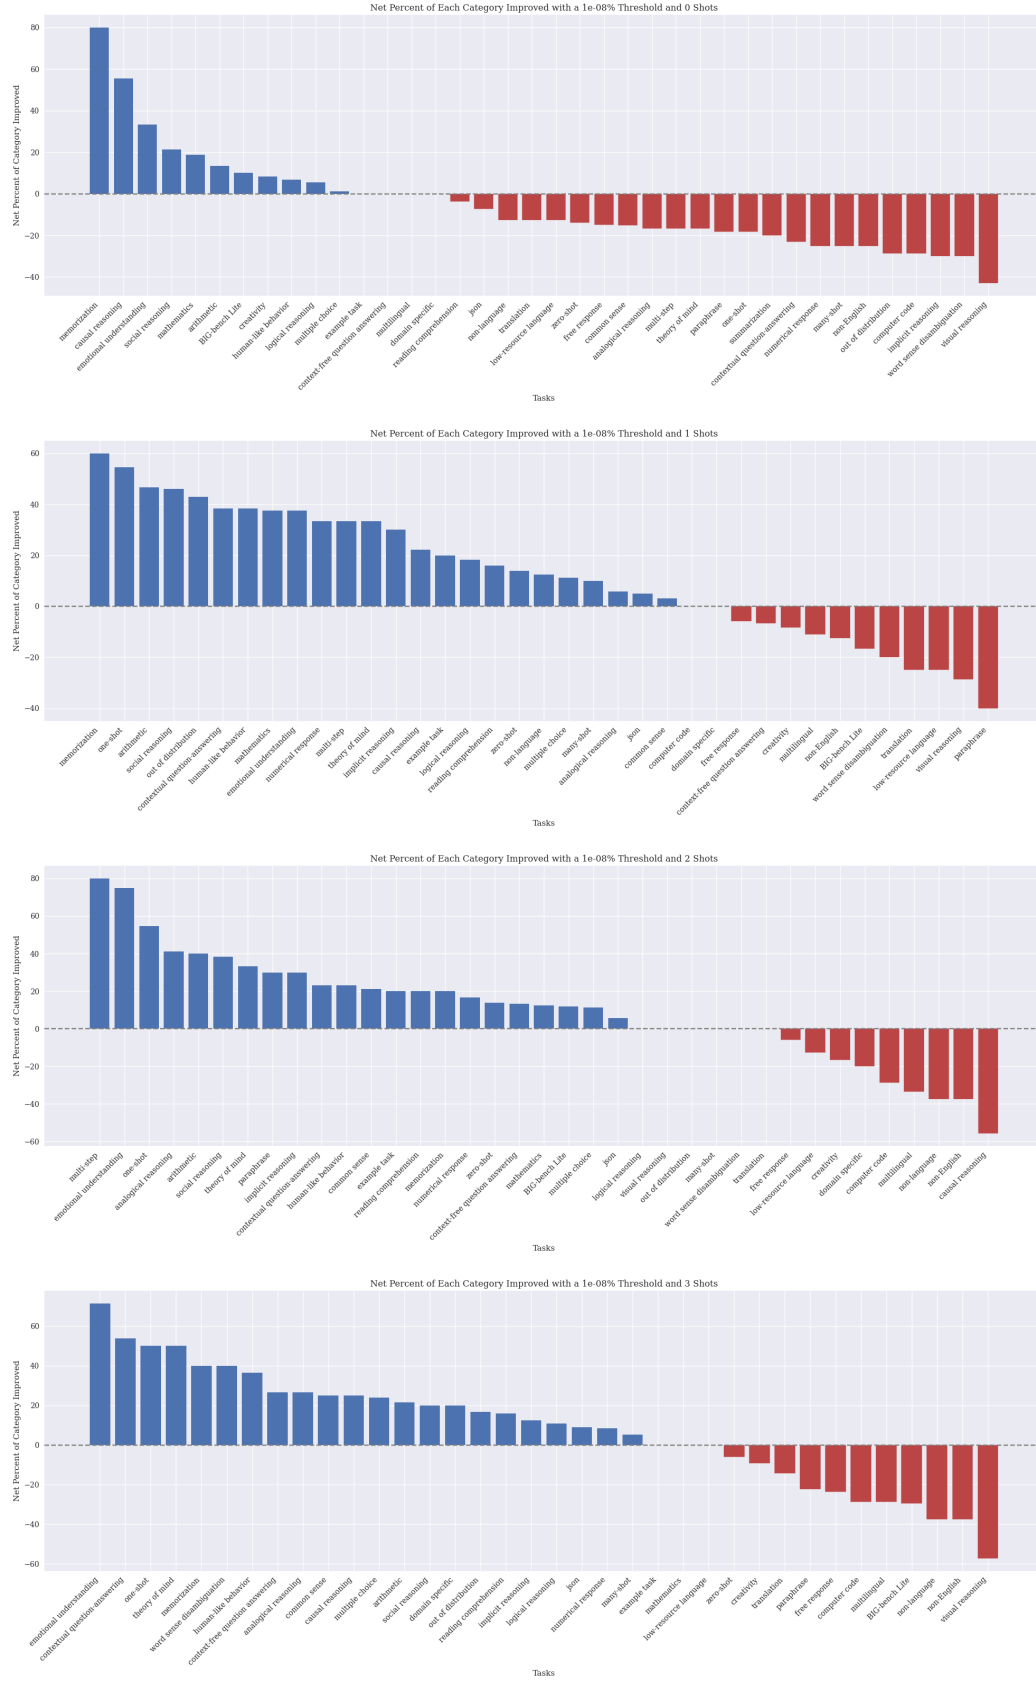 Net Percent of Each Category Improved with a 1e-08% Threshold and 0 Shots
Net Percent of Category Improved
80
60
40
20
0
−20
−40
memorization
causal reasoning
emotional understanding
social reasoning
mathematics
arithmetic
BIG-bench Lite
creativity
human-like behavior
logical reasoning
multiple choice
example task
context-free question answering
multilingual
domain specific
reading comprehension
json
non-language
translation
low-resource language
zero-shot
free response
common sense
analogical reasoning
multi-step
theory of mind
paraphrase
one-shot
summarization
contextual question-answering
numerical response
many-shot
non-English
out of distribution
computer code
implicit reasoning
word sense disambiguation
visual reasoning
Tasks
Net Percent of Each Category Improved with a 1e-08% Threshold and 1 Shots
Net Percent of Category Improved
60
40
20
0
−20
−40
memorization
one-shot
arithmetic
social reasoning
out of distribution
contextual question-answering
human-like behavior
mathematics
emotional understanding
numerical response
multi-step
theory of mind
implicit reasoning
causal reasoning
example task
logical reasoning
reading comprehension
zero-shot
non-language
multiple choice
many-shot
analogical reasoning
json
common sense
computer code
domain specific
free response
context-free question answering
creativity
multilingual
non-English
BIG-bench Lite
word sense disambiguation
translation
low-resource language
visual reasoning
paraphrase
Tasks
Net Percent of Each Category Improved with a 1e-08% Threshold and 2 Shots
Net Percent of Category Improved
80
60
40
20
0
−20
−40
−60
multi-step
emotional understanding
one-shot
analogical reasoning
arithmetic
social reasoning
theory of mind
paraphrase
implicit reasoning
contextual question-answering
human-like behavior
common sense
example task
reading comprehension
memorization
numerical response
zero-shot
context-free question answering
mathematics
BIG-bench Lite
multiple choice
json
logical reasoning
visual reasoning
out of distribution
many-shot
word sense disambiguation
translation
free response
low-resource language
creativity
domain specific
computer code
multilingual
non-language
non-English
causal reasoning
Tasks
Net Percent of Each Category Improved with a 1e-08% Threshold and 3 Shots
Net Percent of Category Improved
60
40
20
0
−20
−40
−60
emotional understanding
contextual question-answering
one-shot
theory of mind
memorization
word sense disambiguation
human-like behavior
context-free question answering
analogical reasoning
common sense
causal reasoning
multiple choice
arithmetic
social reasoning
domain specific
out of distribution
reading comprehension
implicit reasoning
logical reasoning
json
numerical response
many-shot
example task
mathematics
low-resource language
zero-shot
creativity
translation
paraphrase
free response
computer code
multilingual
BIG-bench Lite
non-language
non-English
visual reasoning
Tasks